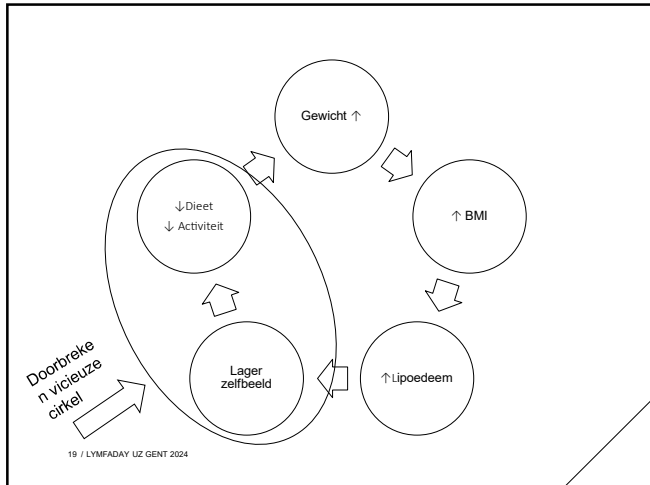 Gewicht ↑
↑ BMI
↑Lipoedeem
Lager
zelfbeeld
↓Dieet
↓ Activiteit
Doorbreke
n vicieuze
cirkel
19 / LYMFADAY UZ GENT 2024